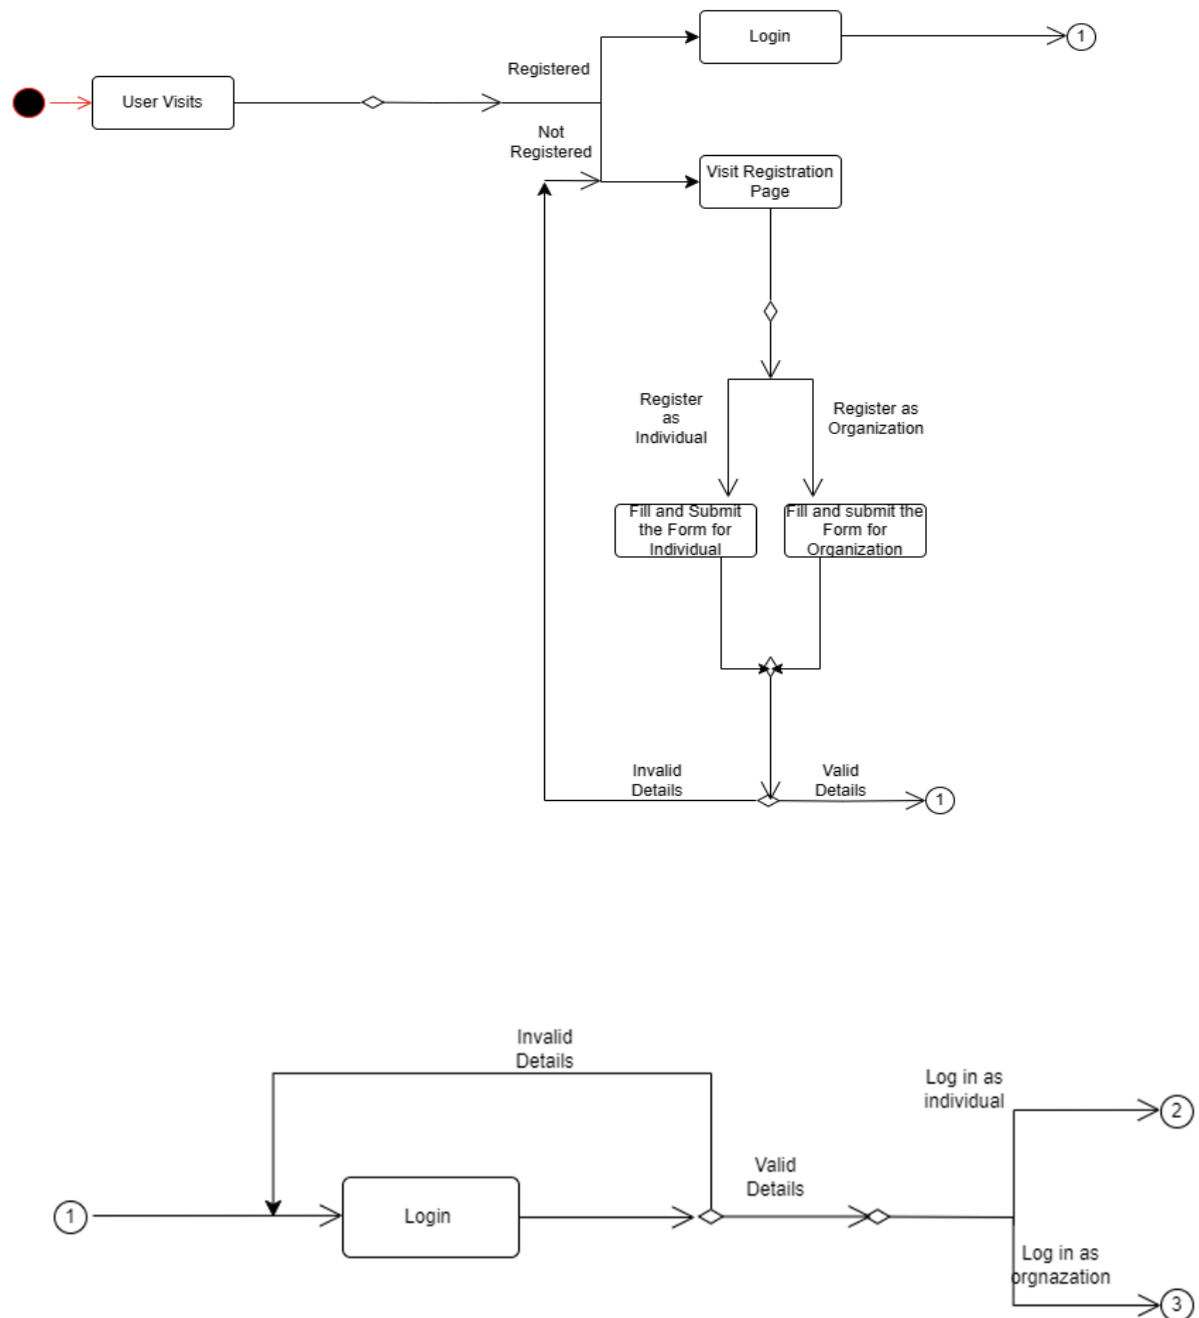 Login
1
Registered
User Visits
Not
Registered
Visit Registration
Page
Register
as
Individual
Register as
Organization
Fill and Submit
the Form for
Individual
Fill and submit the
Form for
Organization
Invalid
Details
Valid
Details
1
Invalid
Details
Log in as
individual
2
Valid
Details
1
Login
Log in as
orgnazation
3